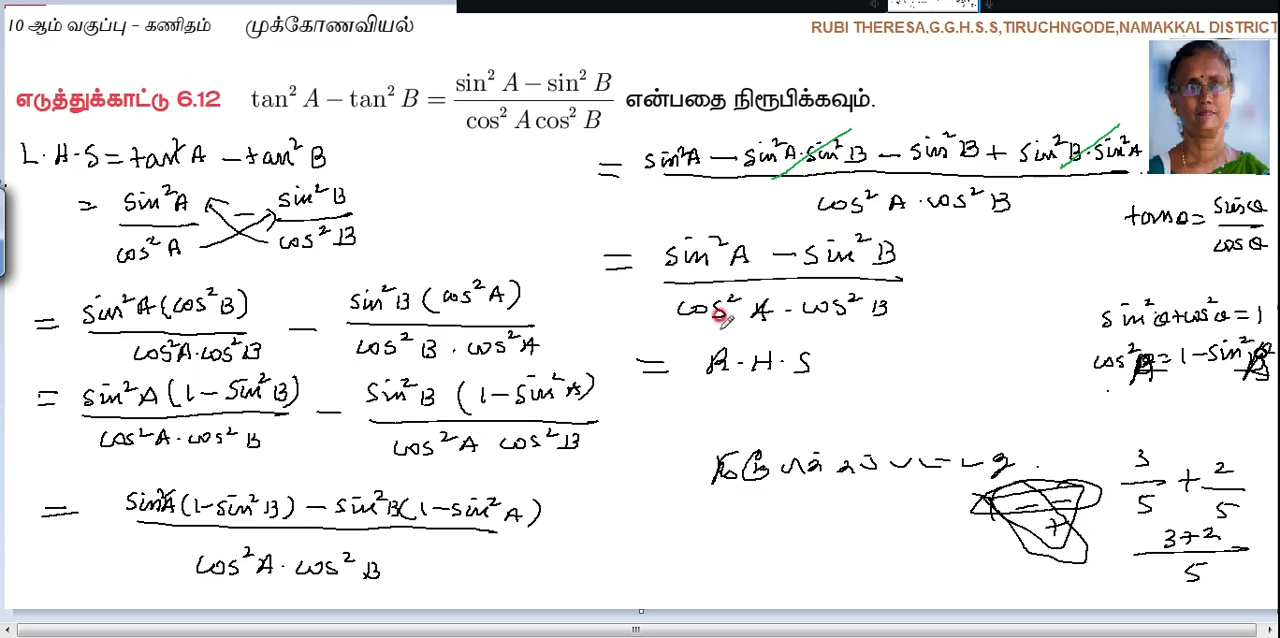 10 ஆம் வகுப்பு – கணிதம் முக்கோணவியல்
RUBI THERESA,G.G.H.S.S,TIRUCHNGODE,NAMAKKAL DISTRICT
எடுத்துக்காட்டு 6.12 tan² A − tan² B = (sin² A − sin² B) / (cos² A cos² B) என்பதை நிரூபிக்கவும்.
L.H.S = tan²A − tan²B
= sin²A / cos²A − sin²B / cos²B
= sin²A (cos²B) / cos²A·cos²B − sin²B (cos²A) / cos²B·cos²A
= sin²A (1 − sin²B) / cos²A·cos²B − sin²B (1 − sin²A) / cos²A cos²B
= sin²A (1 − sin²B) − sin²B (1 − sin²A) / cos²A·cos²B
= sin²A − sin²A·sin²B − sin²B + sin²B·sin²A / cos²A·cos²B
= sin²A − sin²B / cos²A·cos²B
= R.H.S
tanθ = sinθ / cosθ
sin²θ + cos²θ = 1
3/5 + 2/5
3+2 / 5